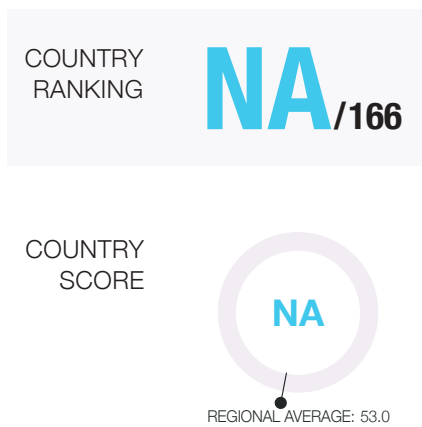 COUNTRY
RANKING
NA/166
COUNTRY
SCORE
NA
REGIONAL AVERAGE: 53.0